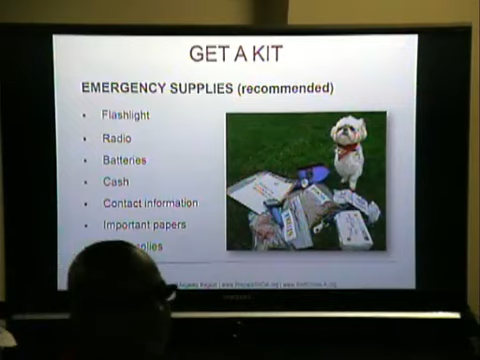 GET A KIT
EMERGENCY SUPPLIES (recommended)
• Flashlight
• Radio
• Batteries
• Cash
• Contact information
• Important papers